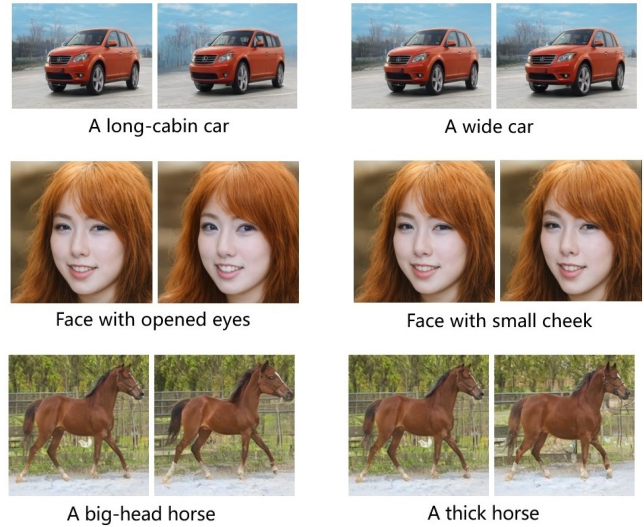 A long-cabin car
A wide car
Face with opened eyes
Face with small cheek
A big-head horse
A thick horse